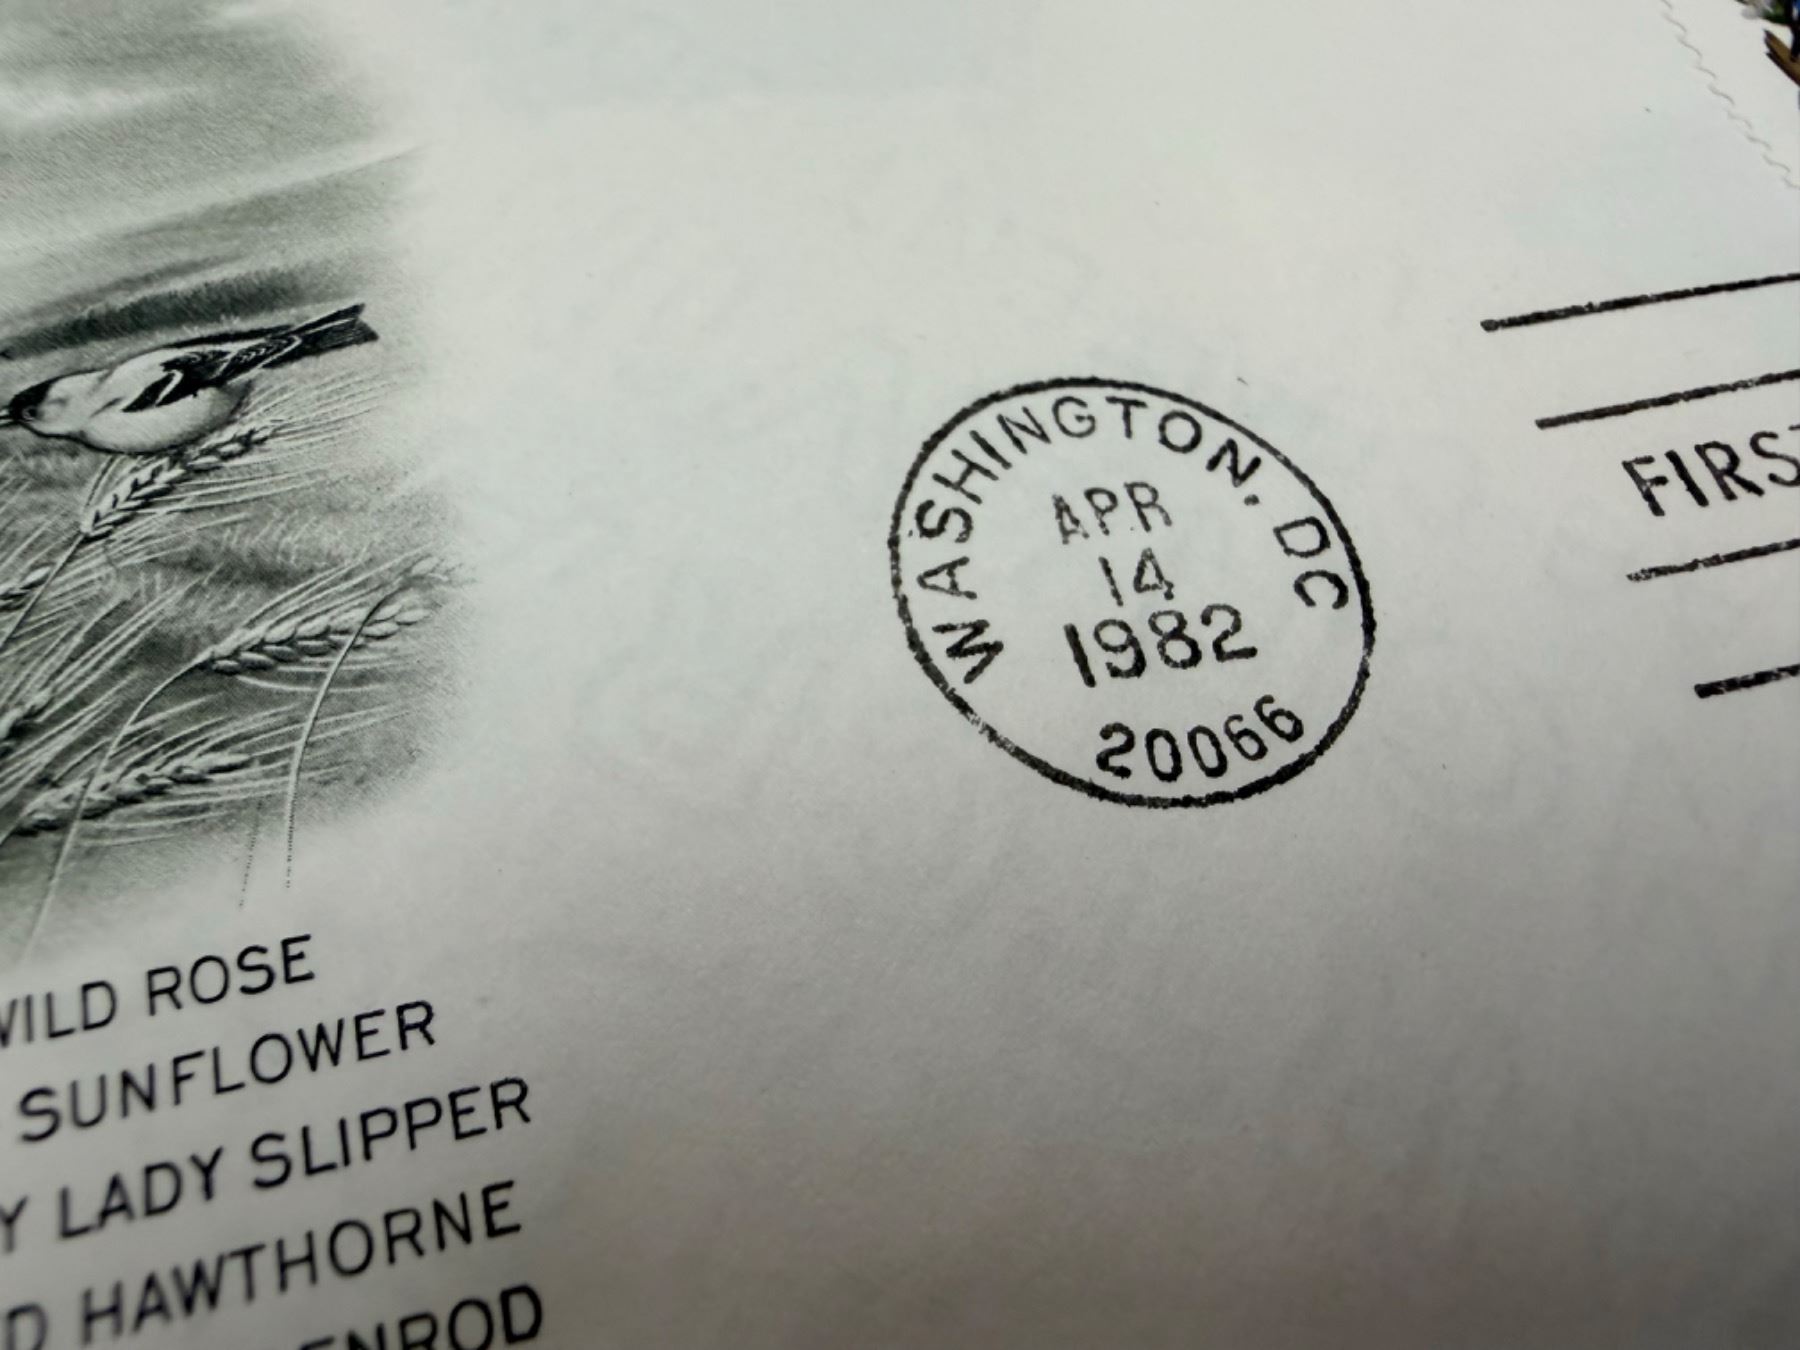 WASHINGTON, DC
APR
14
1982
20066
FIRST
WILD ROSE
SUNFLOWER
LADY SLIPPER
HAWTHORNE